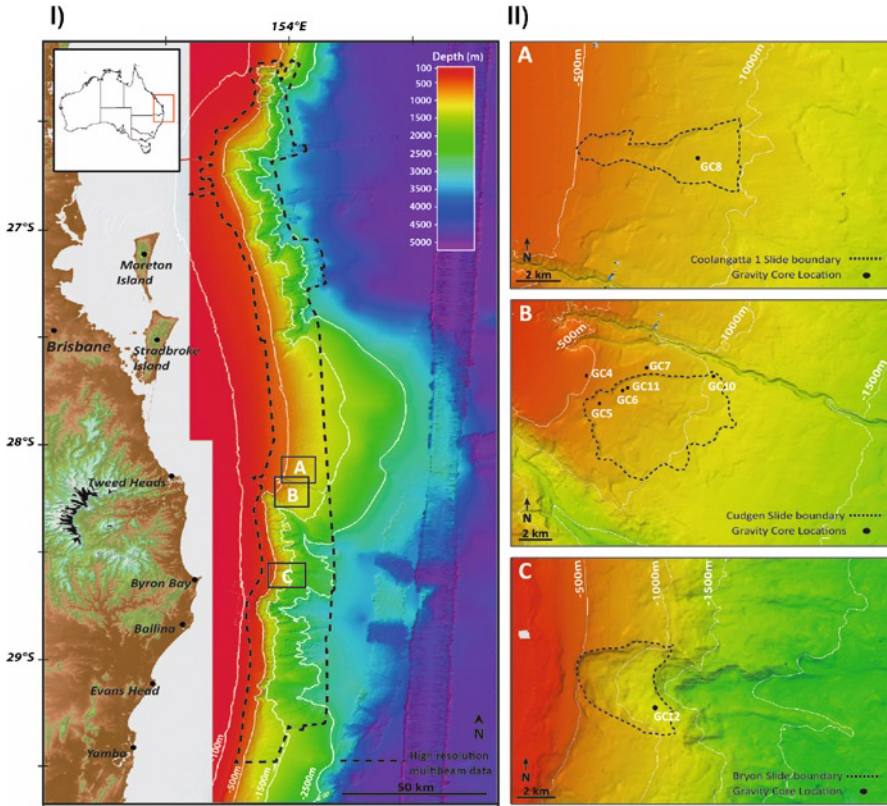 I)
154°E
27°S
28°S
29°S
Depth (m)
100
500
1000
1500
2000
2500
3000
3500
4000
4500
5000
Moreton
Island
Brisbane
Stradbroke
Island
Tweed Heads
Byron Bay
Ballina
Evans Head
Yamba
A
B
C
-100m
-500m
-1500m
-2500m
N
High resolution
multibeam data
50 km
II)
A
-500m
-1000m
GC8
N
2 km
Coolangatta 1 Slide boundary
Gravity Core Location
B
-500m
-1000m
-1500m
GC4
GC7
GC11
GC10
GC6
GC5
N
2 km
Cudgen Slide boundary
Gravity Core Locations
C
-500m
-1000m
-1500m
GC12
N
2 km
Bryon Slide boundary
Gravity Core Location